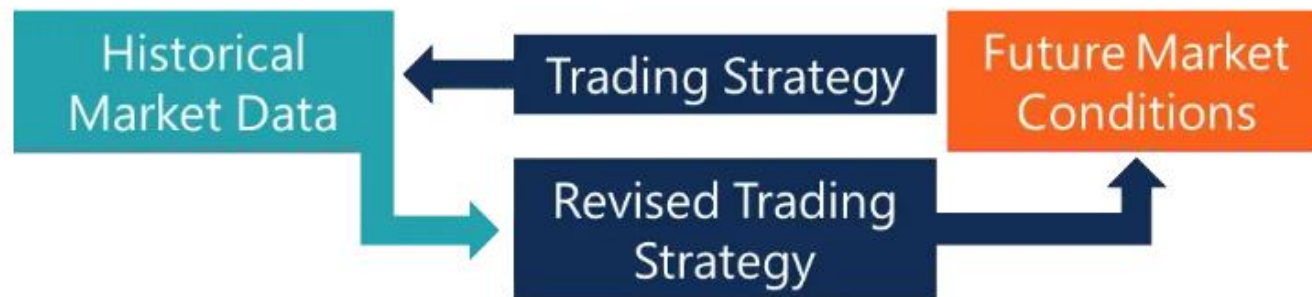 Historical
Market Data
Trading Strategy
Future Market
Conditions
Revised Trading
Strategy